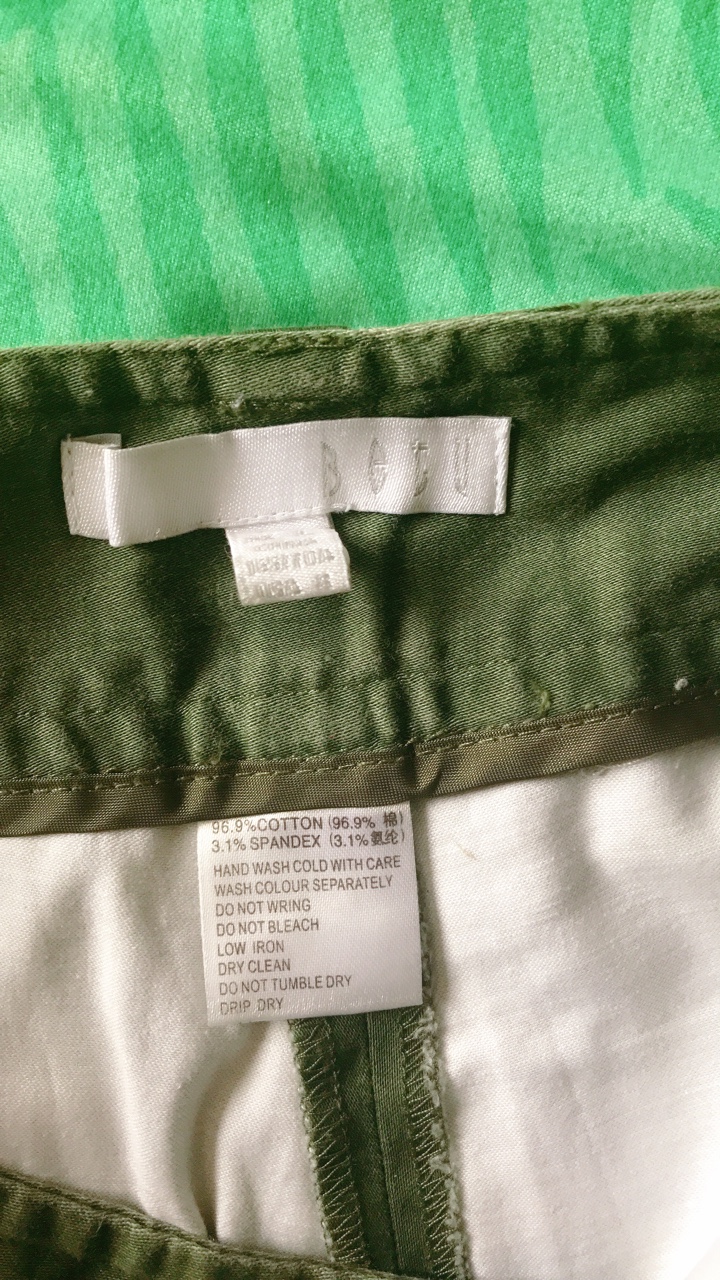 Betu
96.9%COTTON (96.9% 棉)
3.1% SPANDEX (3.1%氨纶)
HAND WASH COLD WITH CARE
WASH COLOUR SEPARATELY
DO NOT WRING
DO NOT BLEACH
LOW IRON
DRY CLEAN
DO NOT TUMBLE DRY
DRIP DRY